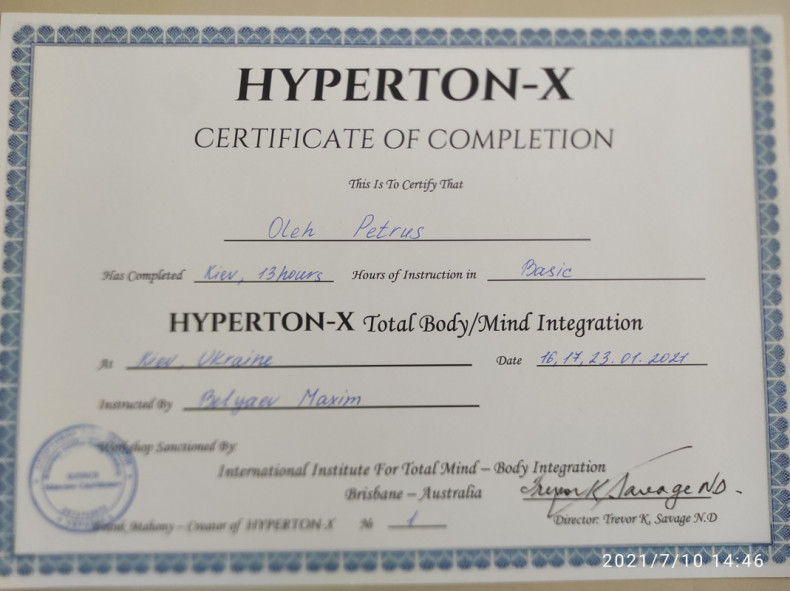 HYPERTON-X
CERTIFICATE OF COMPLETION
This Is To Certify That
Oleh Petrus
Has Completed Kiev, 13 hours Hours of Instruction in Basic
HYPERTON-X Total Body/Mind Integration
At Kiev, Ukraine Date 16, 17, 23. 01. 2021
Instructed By Belyaev Maxim
Workshop Sanctioned By:
International Institute For Total Mind – Body Integration
Brisbane – Australia Trevor K, Savage N.D.
Mahony – Creator of HYPERTON-X № 1 Director: Trevor K, Savage N.D
2021/7/10 14:46